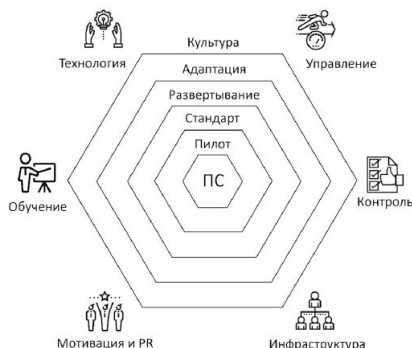 Культура
Технология
Управление
Адаптация
Развертывание
Стандарт
Пилот
ПС
Обучение
Контроль
Мотивация и PR
Инфраструктура